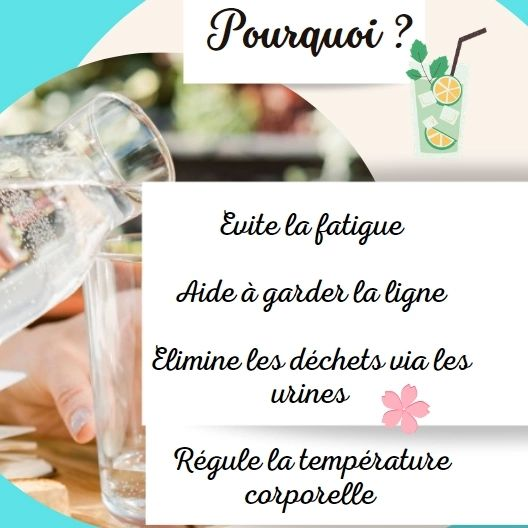 Pourquoi ?
Evite la fatigue
Aide à garder la ligne
Elimine les déchets via les
urines
Régule la température
corporelle